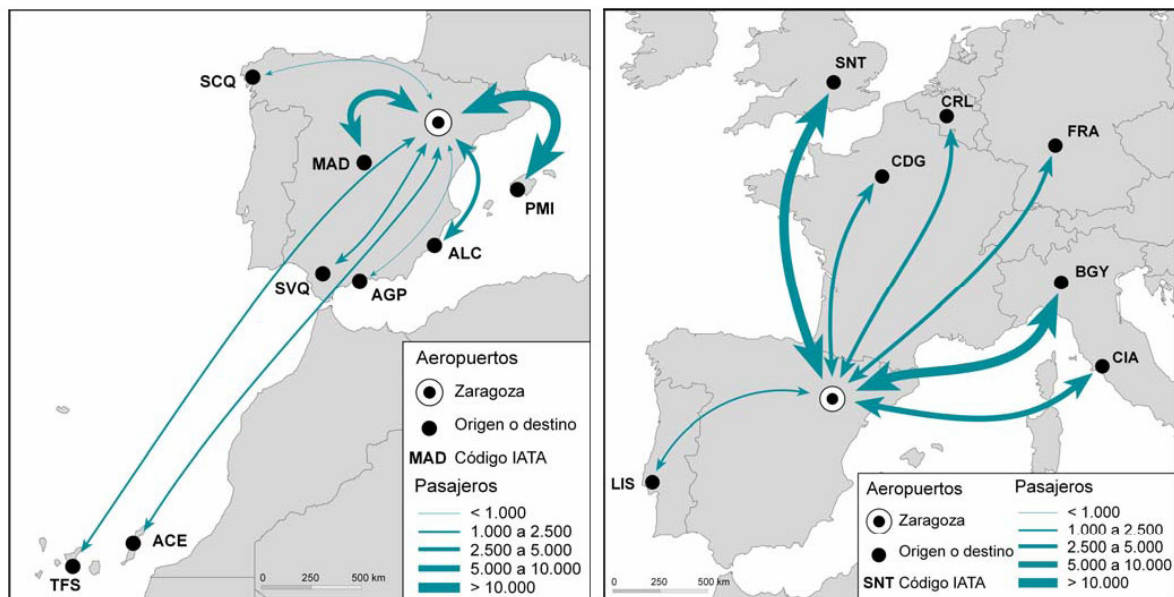 SCQ
MAD
PMI
ALC
SVQ
AGP
ACE
TFS
Aeropuertos
Zaragoza
Origen o destino
MAD Código IATA
Pasajeros
< 1.000
1.000 a 2.500
2.500 a 5.000
5.000 a 10.000
> 10.000
0 250 500 km
SNT
CRL
FRA
CDG
BGY
CIA
LIS
Aeropuertos
Zaragoza
Origen o destino
SNT Código IATA
Pasajeros
< 1.000
1.000 a 2.500
2.500 a 5.000
5.000 a 10.000
> 10.000
0 250 500 km